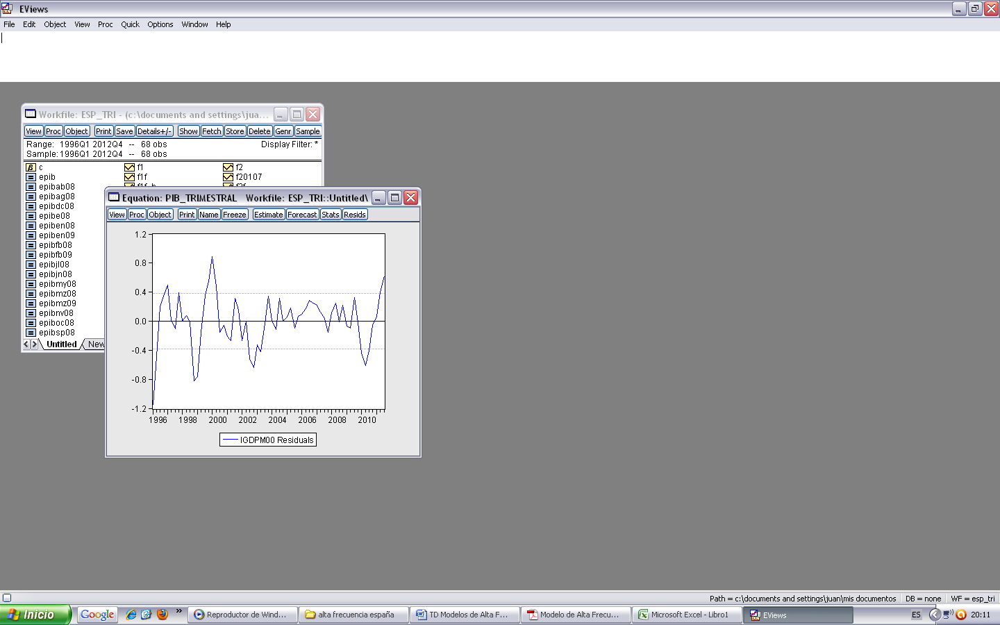 EViews
File Edit Object View Proc Quick Options Window Help
Workfile: ESP_TRI - (c:\documents and settings\jua...
View Proc Object Print Save Details+/- Show Fetch Store Delete Genr Sample
Range: 1996Q1 2012Q4 -- 68 obs Display Filter: *
Sample: 1996Q1 2012Q4 -- 68 obs
c f1 f2
epib f1f f20107
epibab08
epibag08
epibdc08
epibe08
epiben08
epiben09
epibfb08
epibfb09
epibjl08
epibjn08
epibmy08
epibmz08
epibmz09
epibnv08
epiboc08
epibsp08
Untitled New
Equation: PIB_TRIMESTRAL Workfile: ESP_TRI::Untitled\
View Proc Object Print Name Freeze Estimate Forecast Stats Resids
1.2
0.8
0.4
0.0
-0.4
-0.8
-1.2
1996 1998 2000 2002 2004 2006 2008 2010
IGDPM00 Residuals
Path = c:\documents and settings\juan\mis documentos DB = none WF = esp_tri
Inicio Google » Reproductor de Wind... alta frecuencia españa TD Modelos de Alta F... Modelo de Alta Frecu... Microsoft Excel - Libro1 EViews ES 20:11